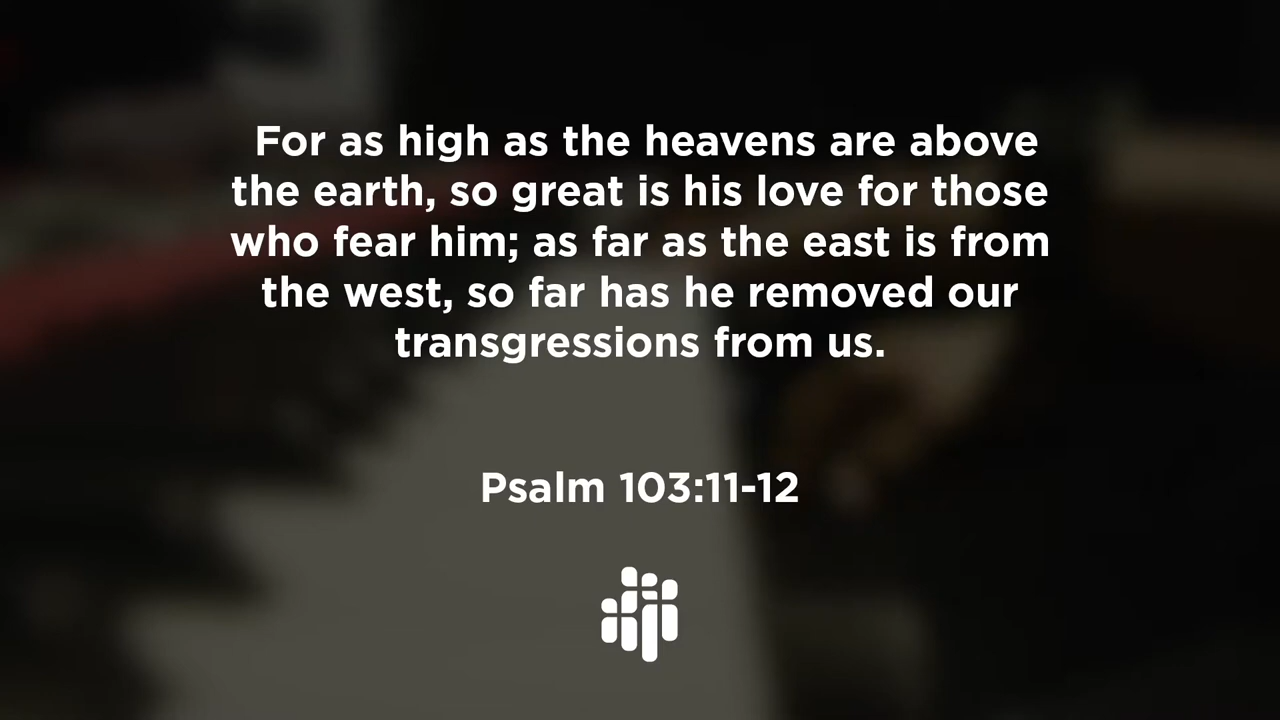 For as high as the heavens are above
the earth, so great is his love for those
who fear him; as far as the east is from
the west, so far has he removed our
transgressions from us.
Psalm 103:11-12